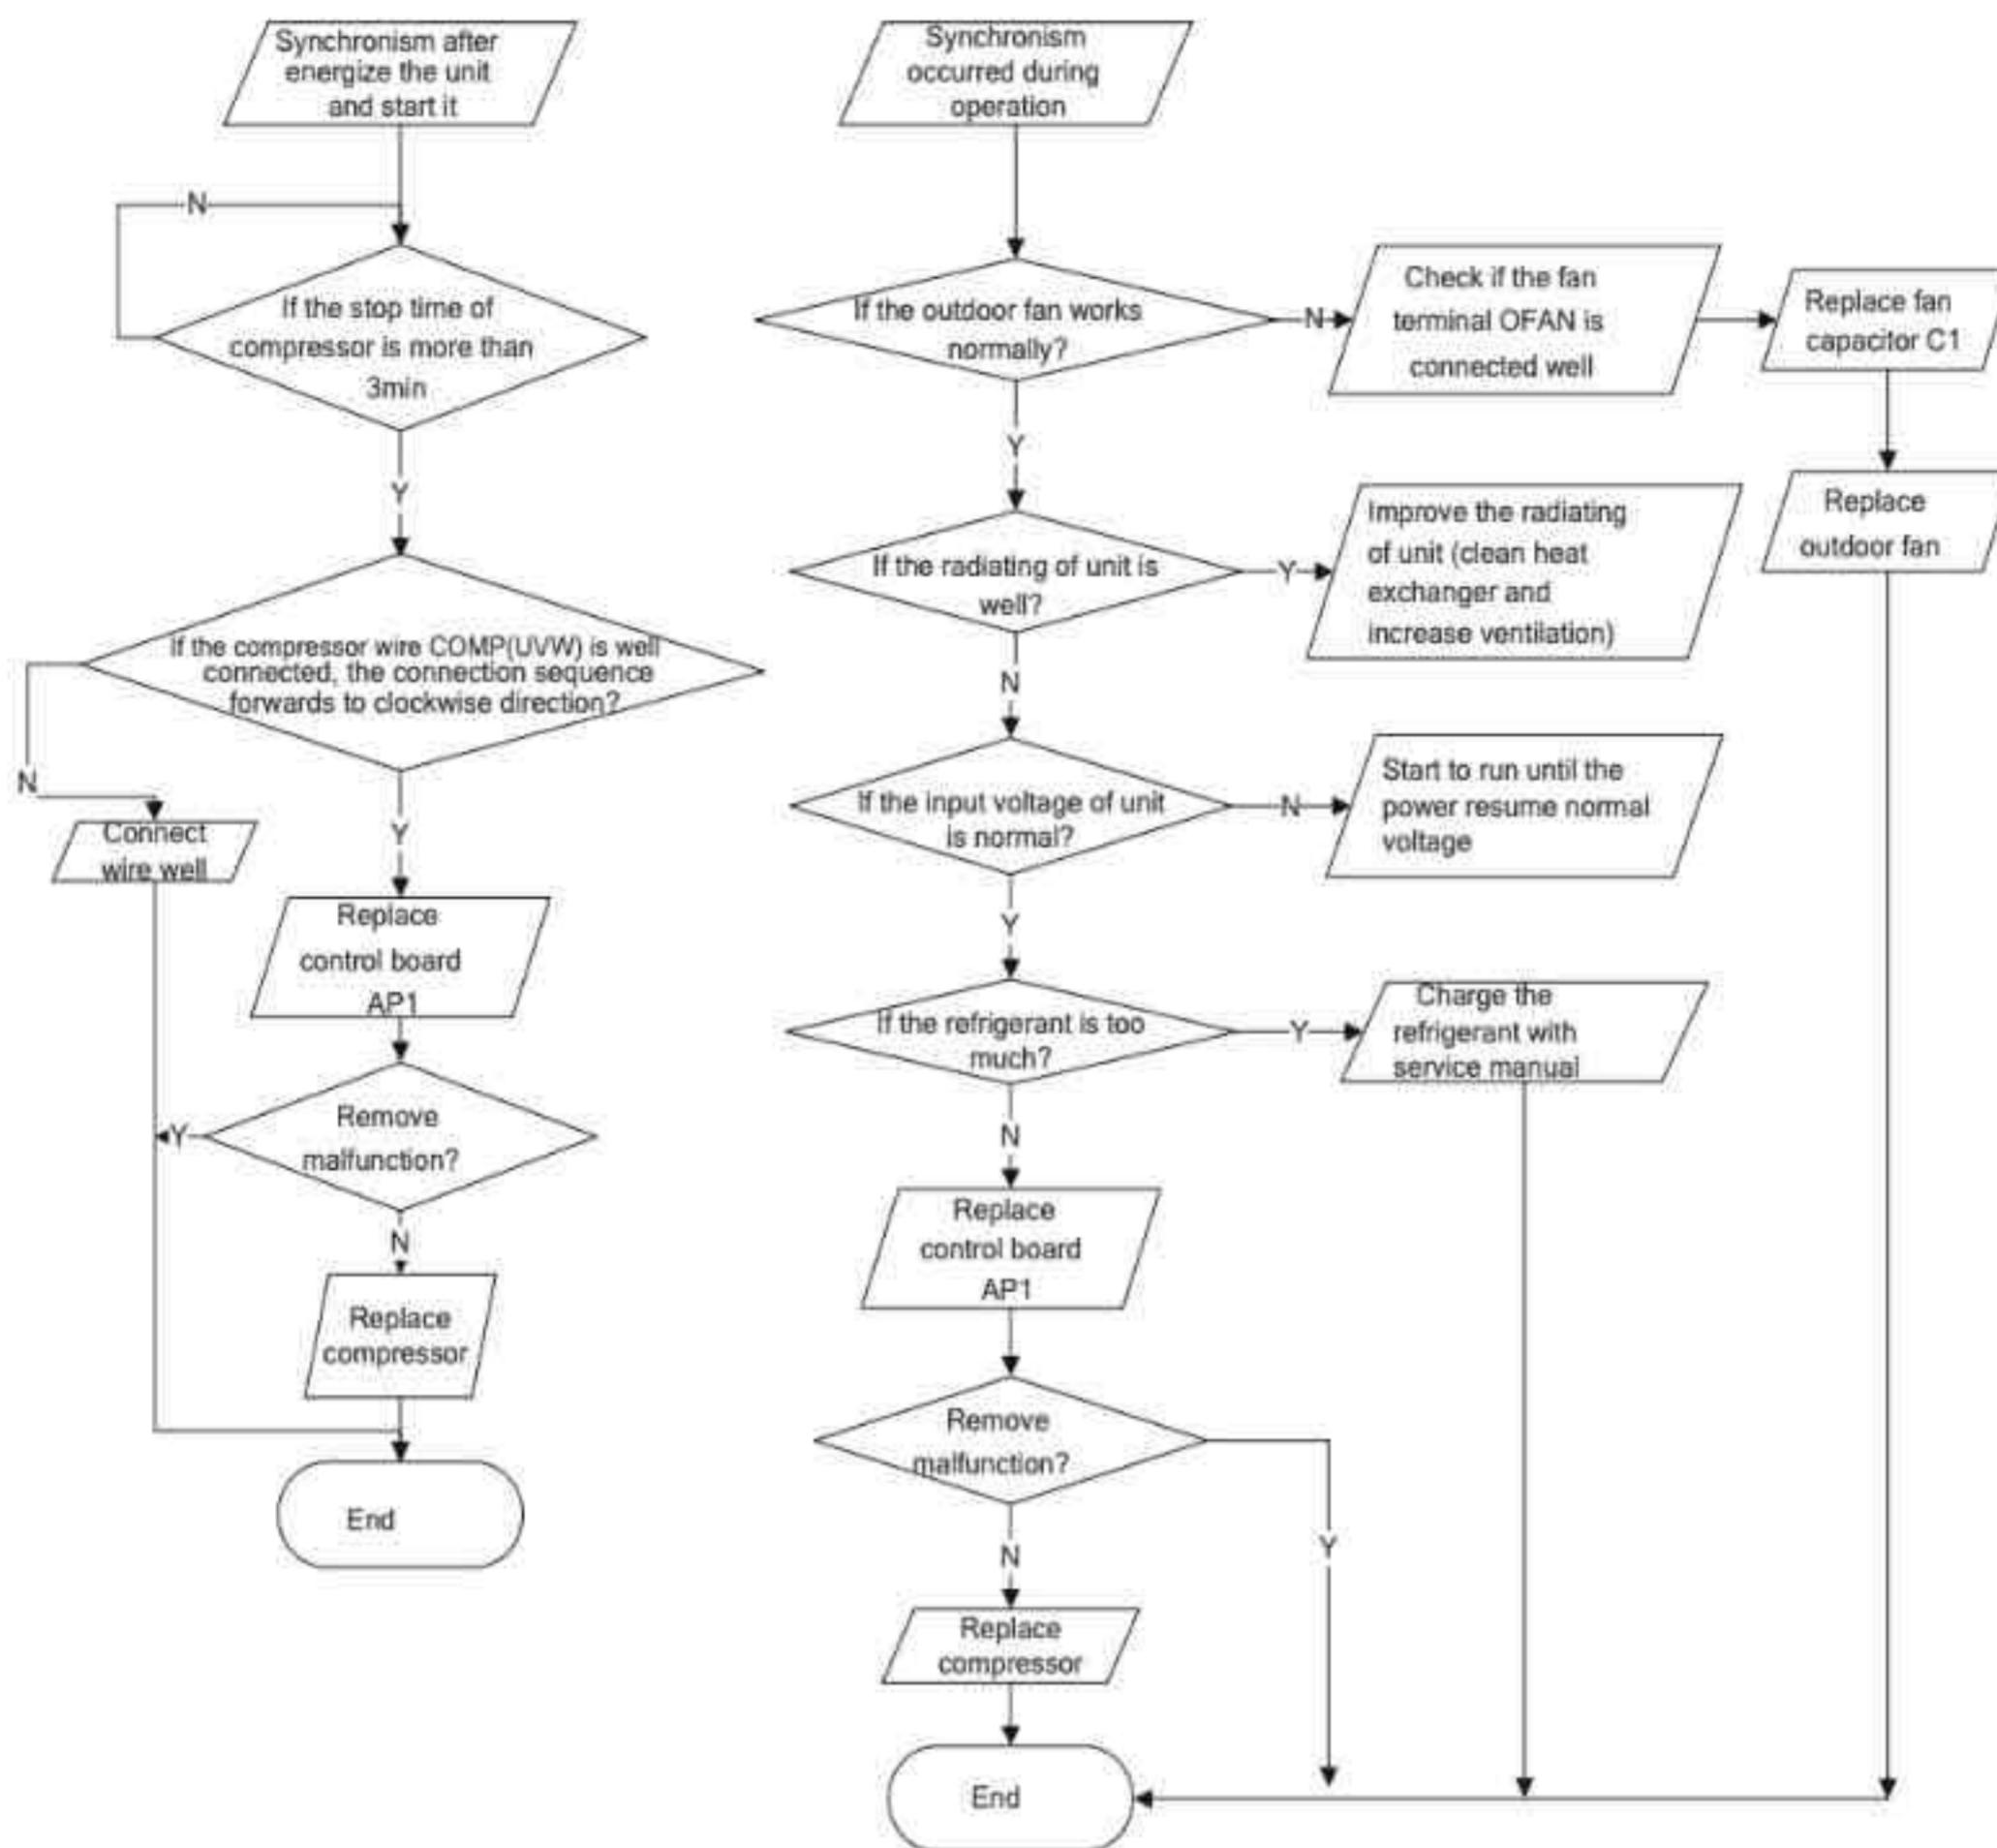 Synchronism after
energize the unit
and start it
N
If the stop time of
compressor is more than
3min
Y
If the compressor wire COMP(UVW) is well
connected, the connection sequence
forwards to clockwise direction?
N
Connect
wire well
Y
Replace
control board
AP1
Remove
malfunction?
Y
N
Replace
compressor
End
Synchronism
occurred during
operation
If the outdoor fan works
normally?
N
Check if the fan
terminal OFAN is
connected well
Replace fan
capacitor C1
Replace
outdoor fan
Y
If the radiating of unit is
well?
Y
Improve the radiating
of unit (clean heat
exchanger and
increase ventilation)
N
If the input voltage of unit
is normal?
N
Start to run until the
power resume normal
voltage
Y
If the refrigerant is too
much?
Y
Charge the
refrigerant with
service manual
N
Replace
control board
AP1
Remove
malfunction?
Y
N
Replace
compressor
End